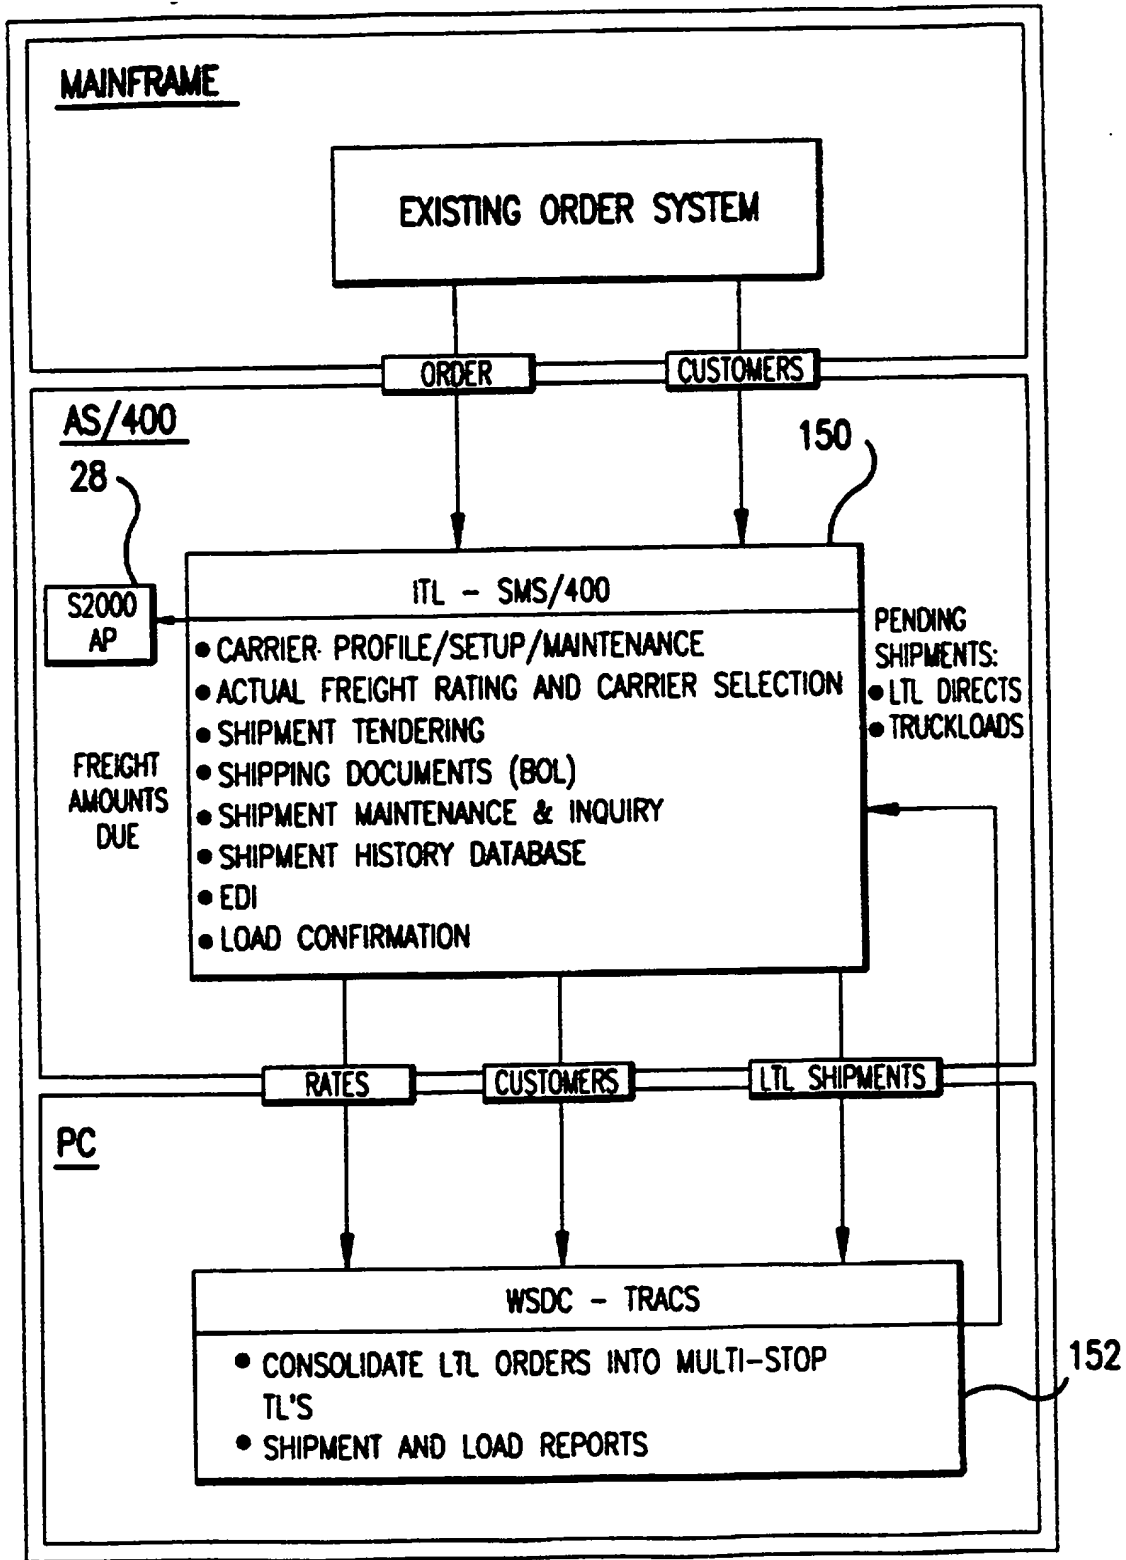 MAINFRAME
EXISTING ORDER SYSTEM
ORDER
CUSTOMERS
AS/400
150
28
S2000
AP
ITL - SMS/400
• CARRIER PROFILE/SETUP/MAINTENANCE
• ACTUAL FREIGHT RATING AND CARRIER SELECTION
• SHIPMENT TENDERING
• SHIPPING DOCUMENTS (BOL)
• SHIPMENT MAINTENANCE & INQUIRY
• SHIPMENT HISTORY DATABASE
• EDI
• LOAD CONFIRMATION
PENDING
SHIPMENTS:
• LTL DIRECTS
• TRUCKLOADS
FREIGHT
AMOUNTS
DUE
RATES
CUSTOMERS
LTL SHIPMENTS
PC
WSDC - TRACS
• CONSOLIDATE LTL ORDERS INTO MULTI-STOP
TL'S
• SHIPMENT AND LOAD REPORTS
152